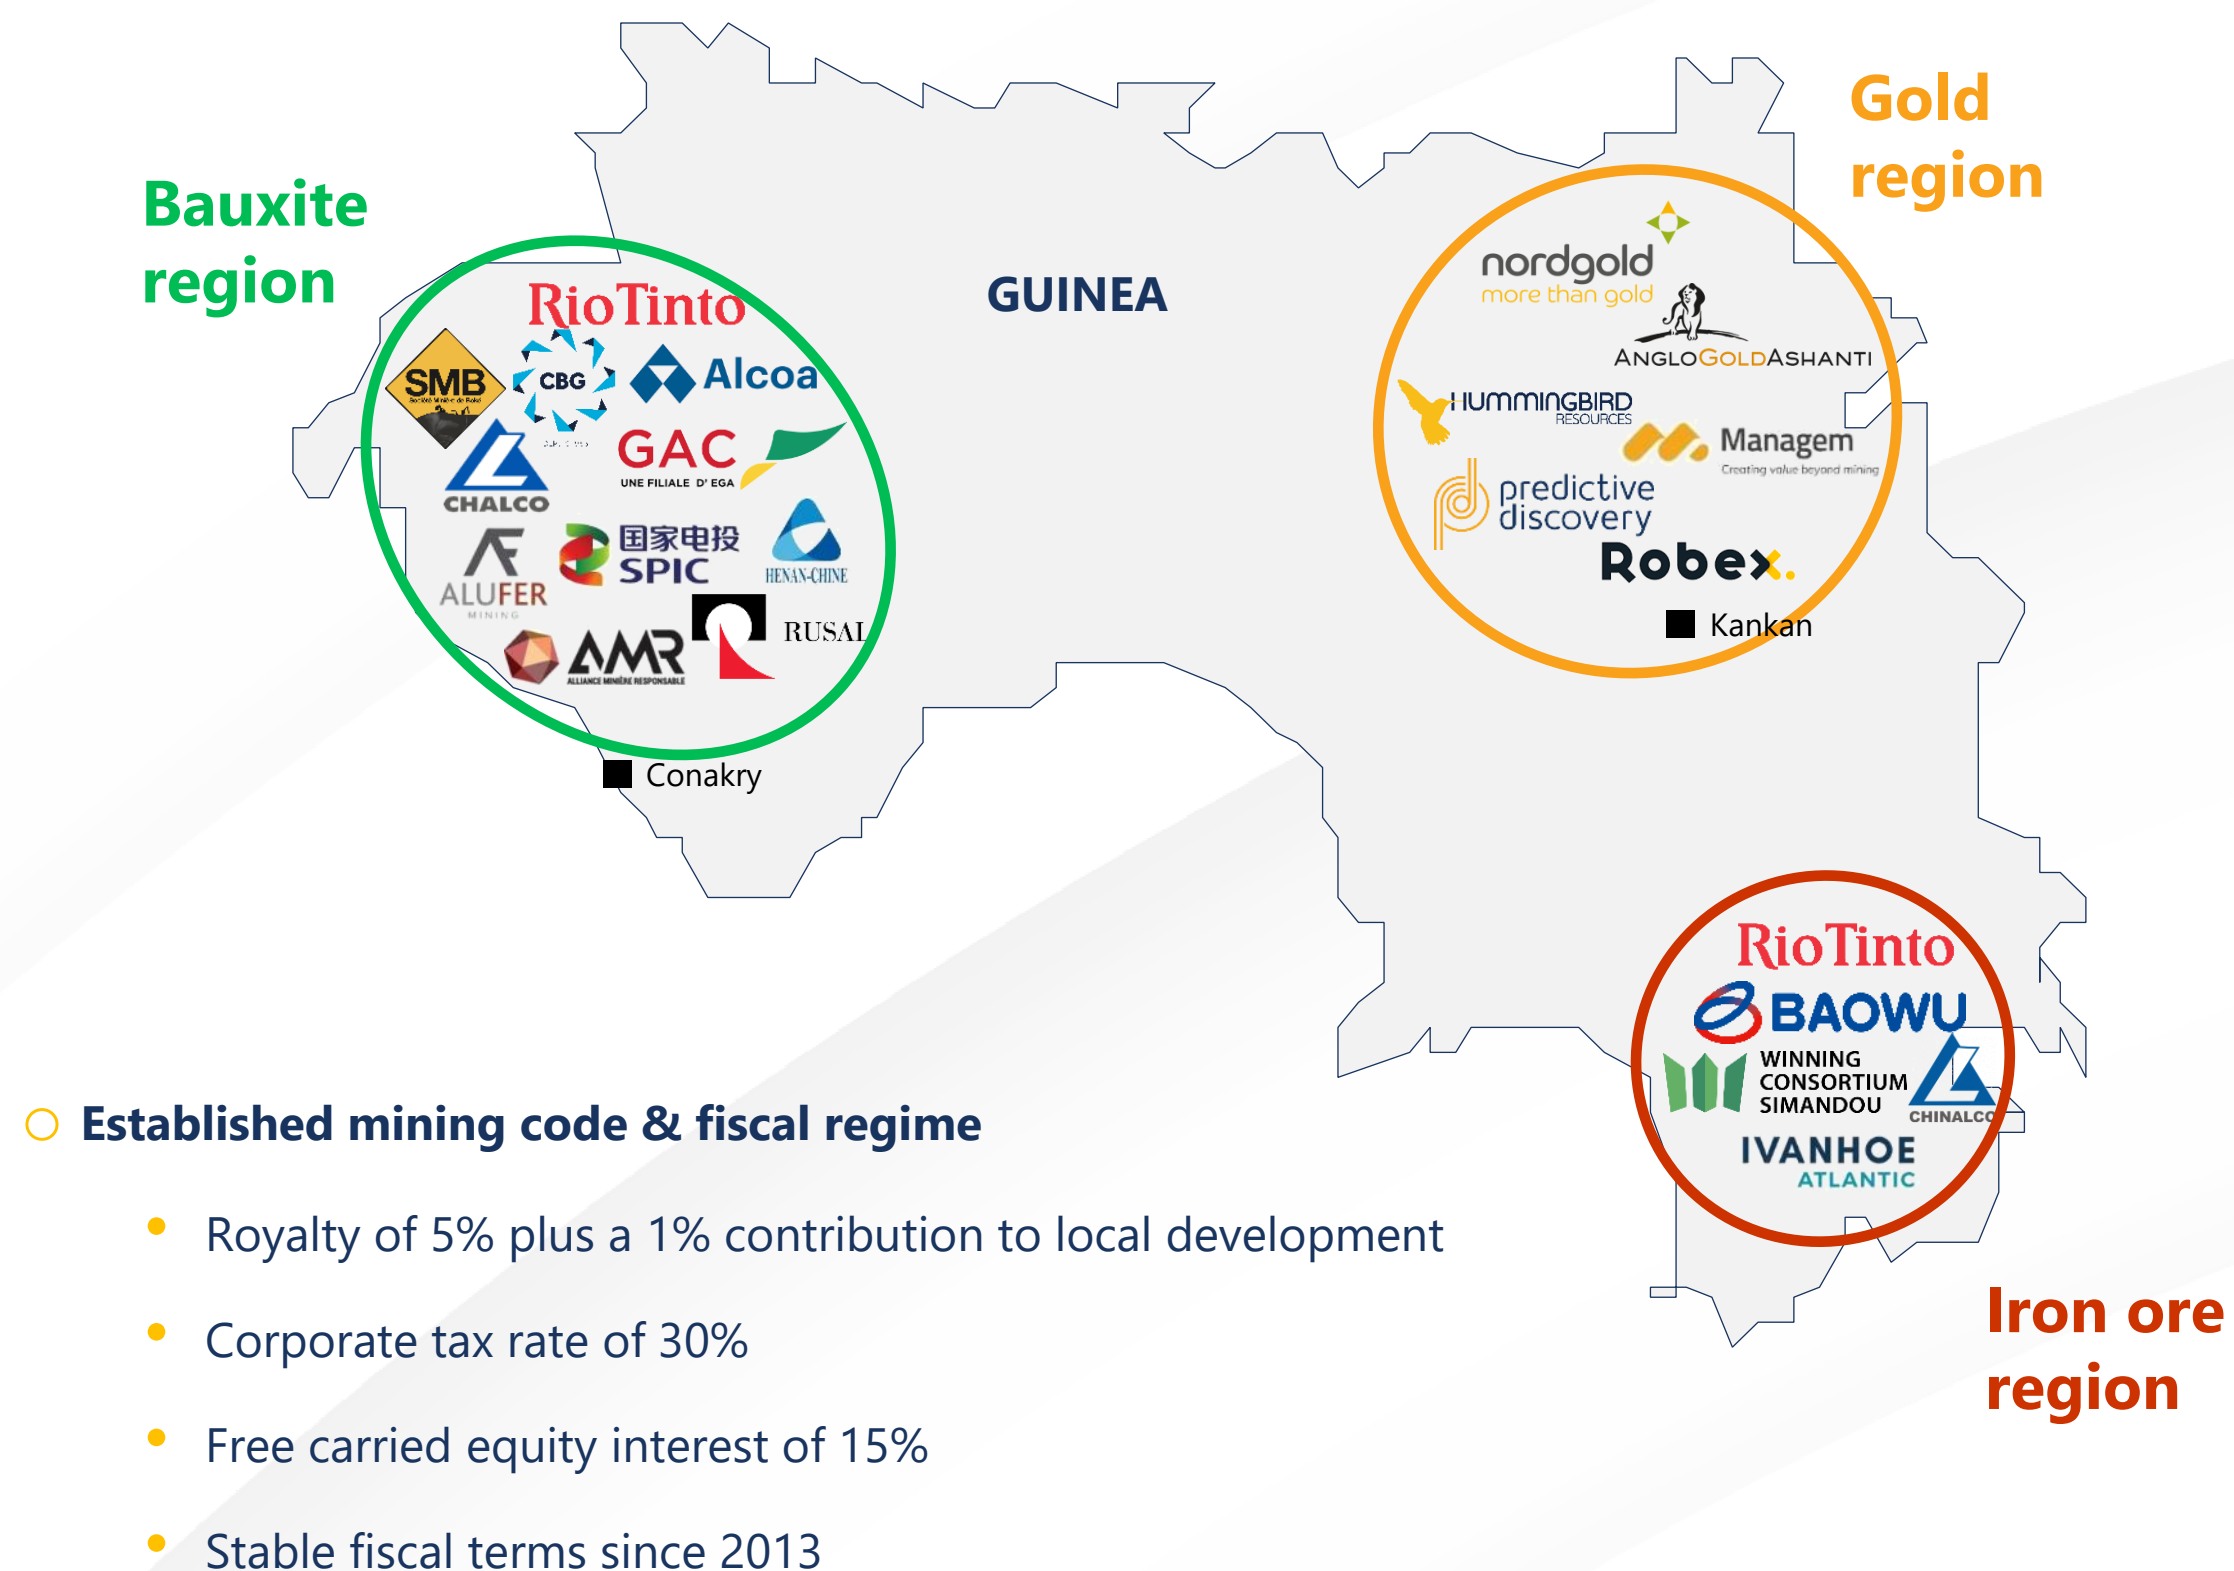 Gold
region
Bauxite
region
GUINEA
RioTinto
SMB
CBG
Alcoa
CHALCO
GAC
UNE FILIALE D'EGA
国家电投
SPIC
HENAN-CHINE
ALUFER
MINING
AMR
ALLIANCE MINIÈRE RESPONSABLE
RUSAL
Conakry
nordgold
more than gold
ANGLOGOLDASHANTI
HUMMINGBIRD
RESOURCES
Managem
Creating value beyond mining
predictive
discovery
Robex.
Kankan
RioTinto
BAOWU
WINNING
CONSORTIUM
SIMANDOU
CHINALCO
IVANHOE
ATLANTIC
Iron ore
region
Established mining code & fiscal regime
Royalty of 5% plus a 1% contribution to local development
Corporate tax rate of 30%
Free carried equity interest of 15%
Stable fiscal terms since 2013